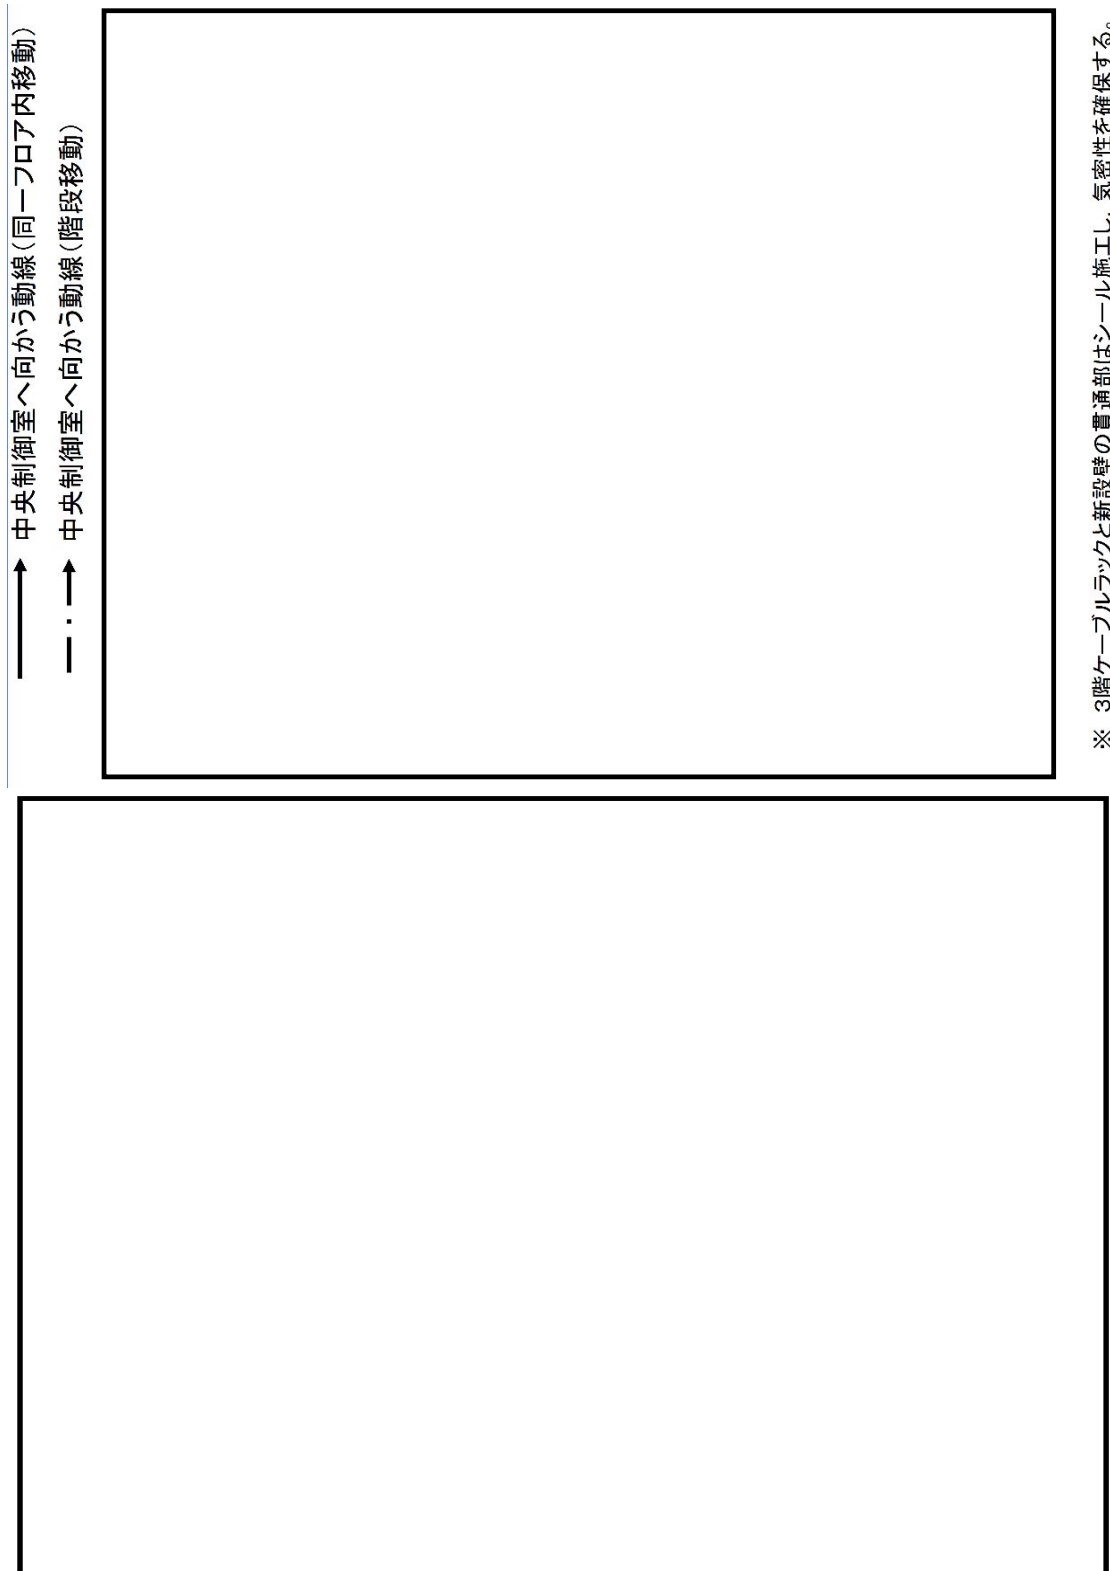 中央制御室へ向かう動線(同一フロア内移動)
中央制御室へ向かう動線(階段移動)
※ 3階ケーブルラックと新設壁の貫通部はシール施工し、気密性を確保する。